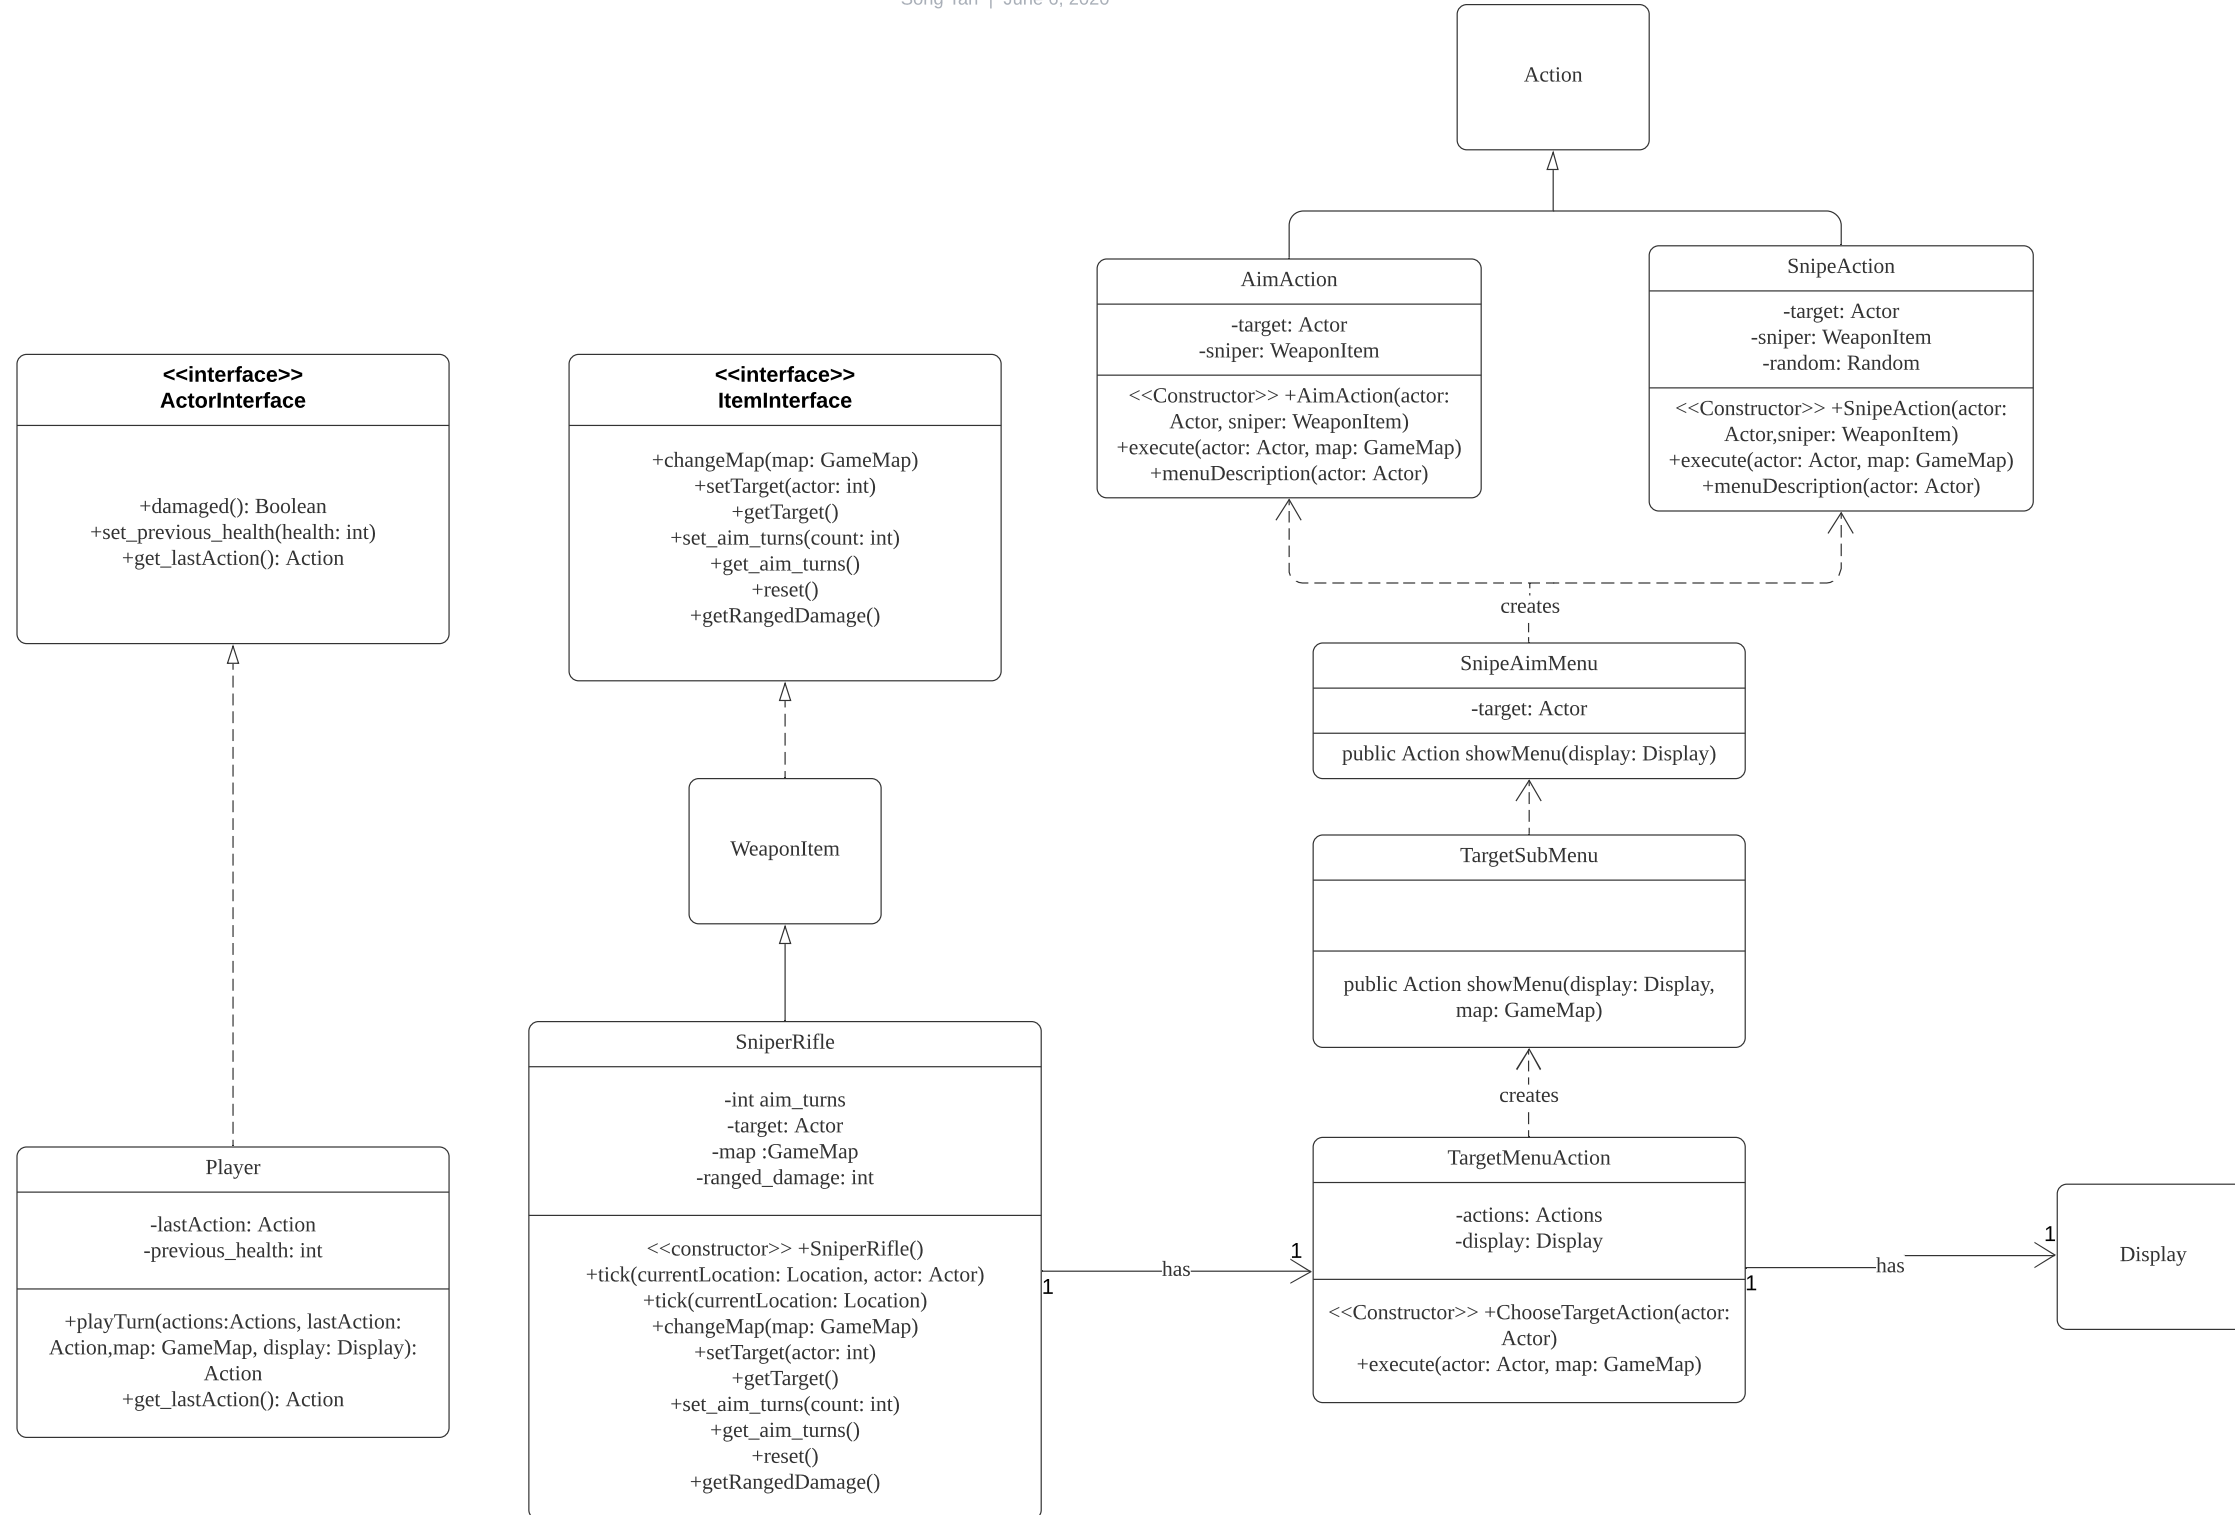 Action
AimAction
-target: Actor
-sniper: WeaponItem
<<Constructor>> +AimAction(actor:
Actor, sniper: WeaponItem)
+execute(actor: Actor, map: GameMap)
+menuDescription(actor: Actor)
SnipeAction
-target: Actor
-sniper: WeaponItem
-random: Random
<<Constructor>> +SnipeAction(actor:
Actor,sniper: WeaponItem)
+execute(actor: Actor, map: GameMap)
+menuDescription(actor: Actor)
<<interface>>
ActorInterface
+damaged(): Boolean
+set_previous_health(health: int)
+get_lastAction(): Action
<<interface>>
ItemInterface
+changeMap(map: GameMap)
+setTarget(actor: int)
+getTarget()
+set_aim_turns(count: int)
+get_aim_turns()
+reset()
+getRangedDamage()
creates
SnipeAimMenu
-target: Actor
public Action showMenu(display: Display)
WeaponItem
TargetSubMenu
public Action showMenu(display: Display,
map: GameMap)
creates
Player
-lastAction: Action
-previous_health: int
+playTurn(actions:Actions, lastAction:
Action,map: GameMap, display: Display):
Action
+get_lastAction(): Action
SniperRifle
-int aim_turns
-target: Actor
-map :GameMap
-ranged_damage: int
<<constructor>> +SniperRifle()
+tick(currentLocation: Location, actor: Actor)
+tick(currentLocation: Location)
+changeMap(map: GameMap)
+setTarget(actor: int)
+getTarget()
+set_aim_turns(count: int)
+get_aim_turns()
+reset()
+getRangedDamage()
1
has
1
TargetMenuAction
-actions: Actions
-display: Display
<<Constructor>> +ChooseTargetAction(actor:
Actor)
+execute(actor: Actor, map: GameMap)
1
has
1
Display